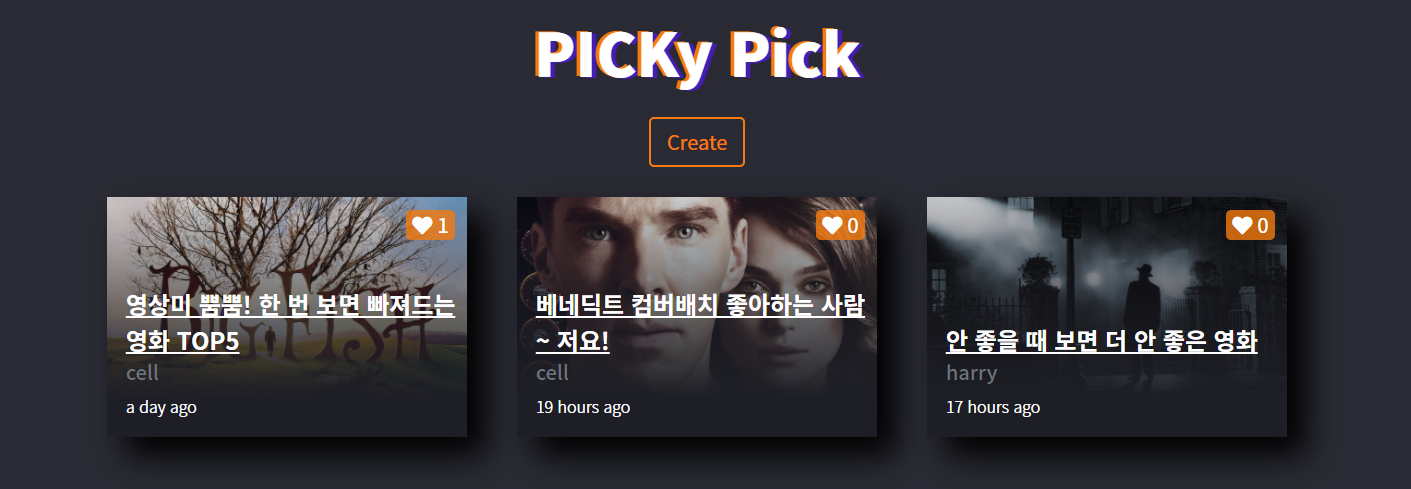 PICKy Pick
Create
1
0
0
BIG FISH
영상미 뿜뿜! 한 번 보면 빠져드는
영화 TOP5
cell
a day ago
베네딕트 컴버배치 좋아하는 사람
~ 저요!
cell
19 hours ago
안 좋을 때 보면 더 안 좋은 영화
harry
17 hours ago